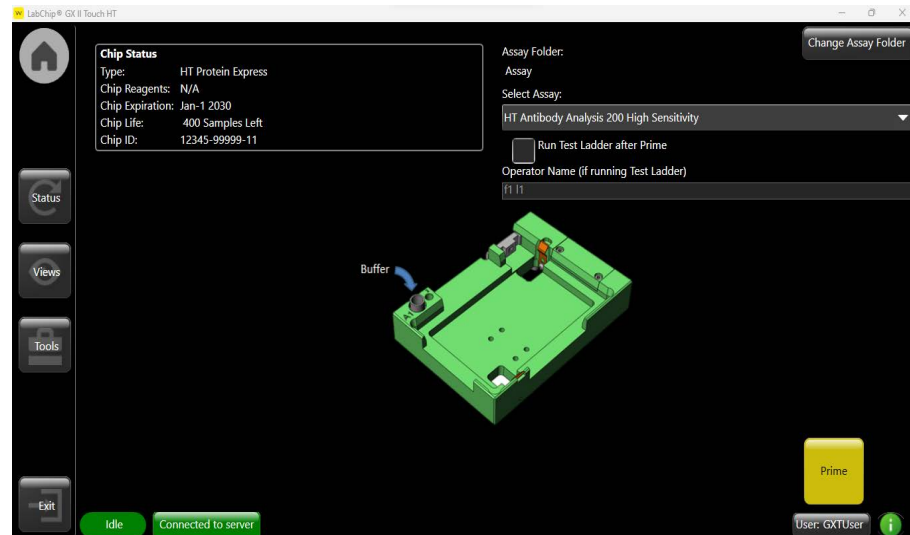 LabChip® GX II Touch HT
Change Assay Folder
Chip Status
Type: HT Protein Express
Chip Reagents: N/A
Chip Expiration: Jan-1 2030
Chip Life: 400 Samples Left
Chip ID: 12345-99999-11
Assay Folder:
Assay
Select Assay:
HT Antibody Analysis 200 High Sensitivity
Run Test Ladder after Prime
Operator Name (if running Test Ladder)
f1 l1
Status
Views
Tools
Exit
Buffer
A1
Prime
Idle
Connected to server
User: GXTUser
i